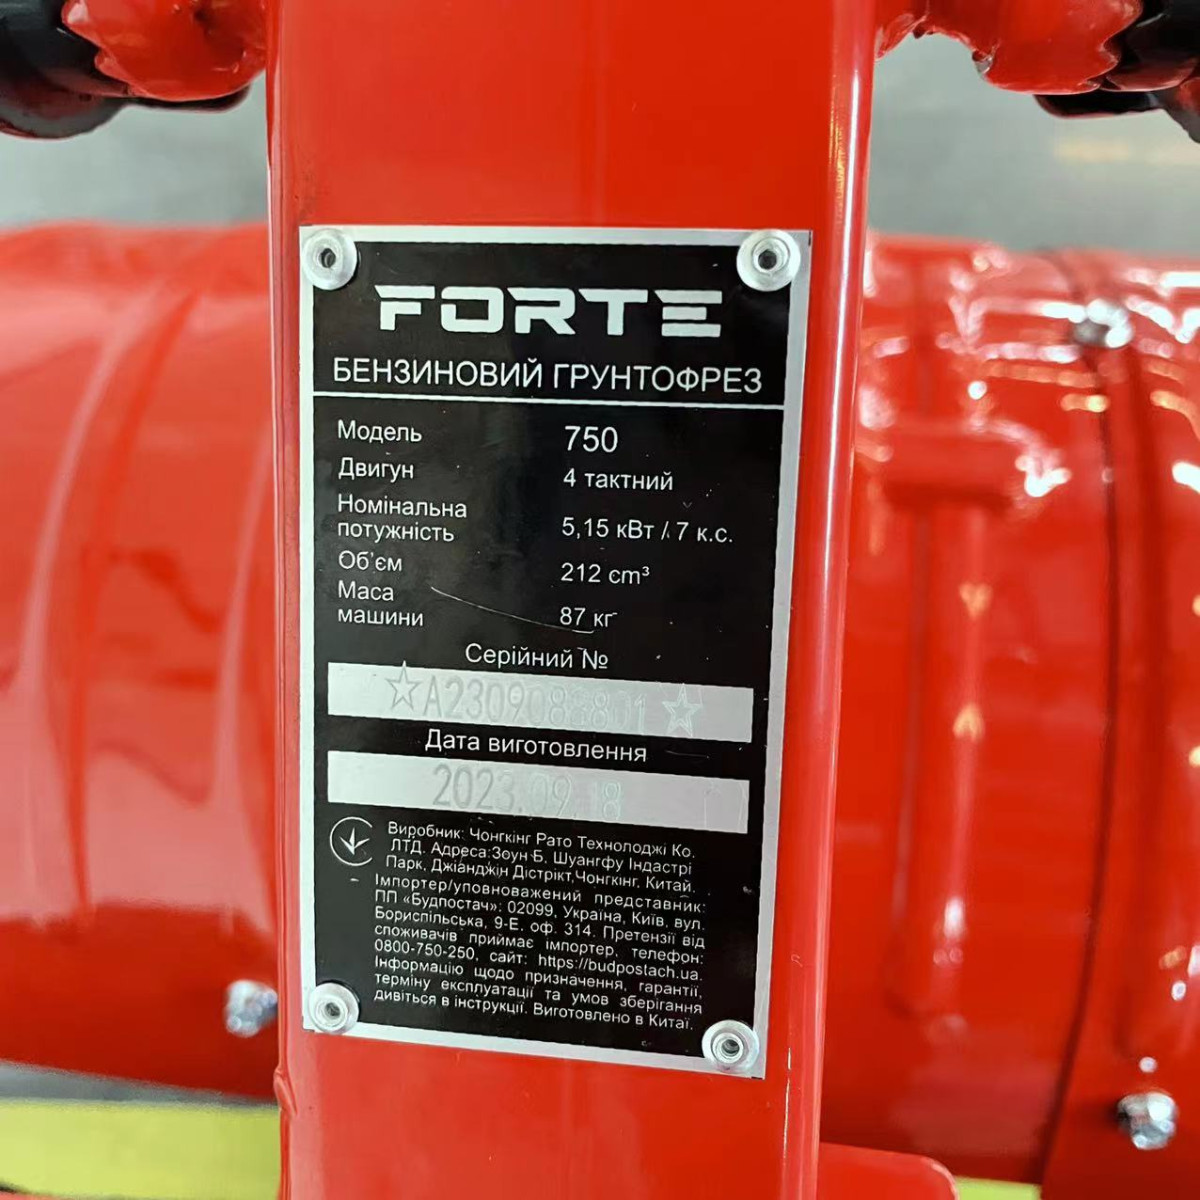 FORTE
БЕНЗИНОВИЙ ГРУНТОФРЕЗ
Модель 750
Двигун 4 тактний
Номінальна
потужність 5,15 кВт / 7 к.с.
Об'єм 212 cm³
Маса
машини 87 кг
Серійний №
Дата виготовлення
2023.09.18
Виробник: Чонгкінг Рато Технолоджі Ко.
ЛТД. Адреса:Зоун Б, Шуангфу Індастрі
Парк, Джіанджін Дістрікт,Чонгкінг, Китай.
Імпортер/уповноважений представник:
ПП «Будпостач»: 02099, Україна, Київ, вул.
Бориспільська, 9-Е. оф. 314. Претензії від
споживачів приймає імпортер, телефон:
0800-750-250, сайт: https://budpostach.ua.
Інформацію щодо призначення, гарантії,
терміну експлуатації та умов зберігання
дивіться в інструкції. Виготовлено в Китаї.